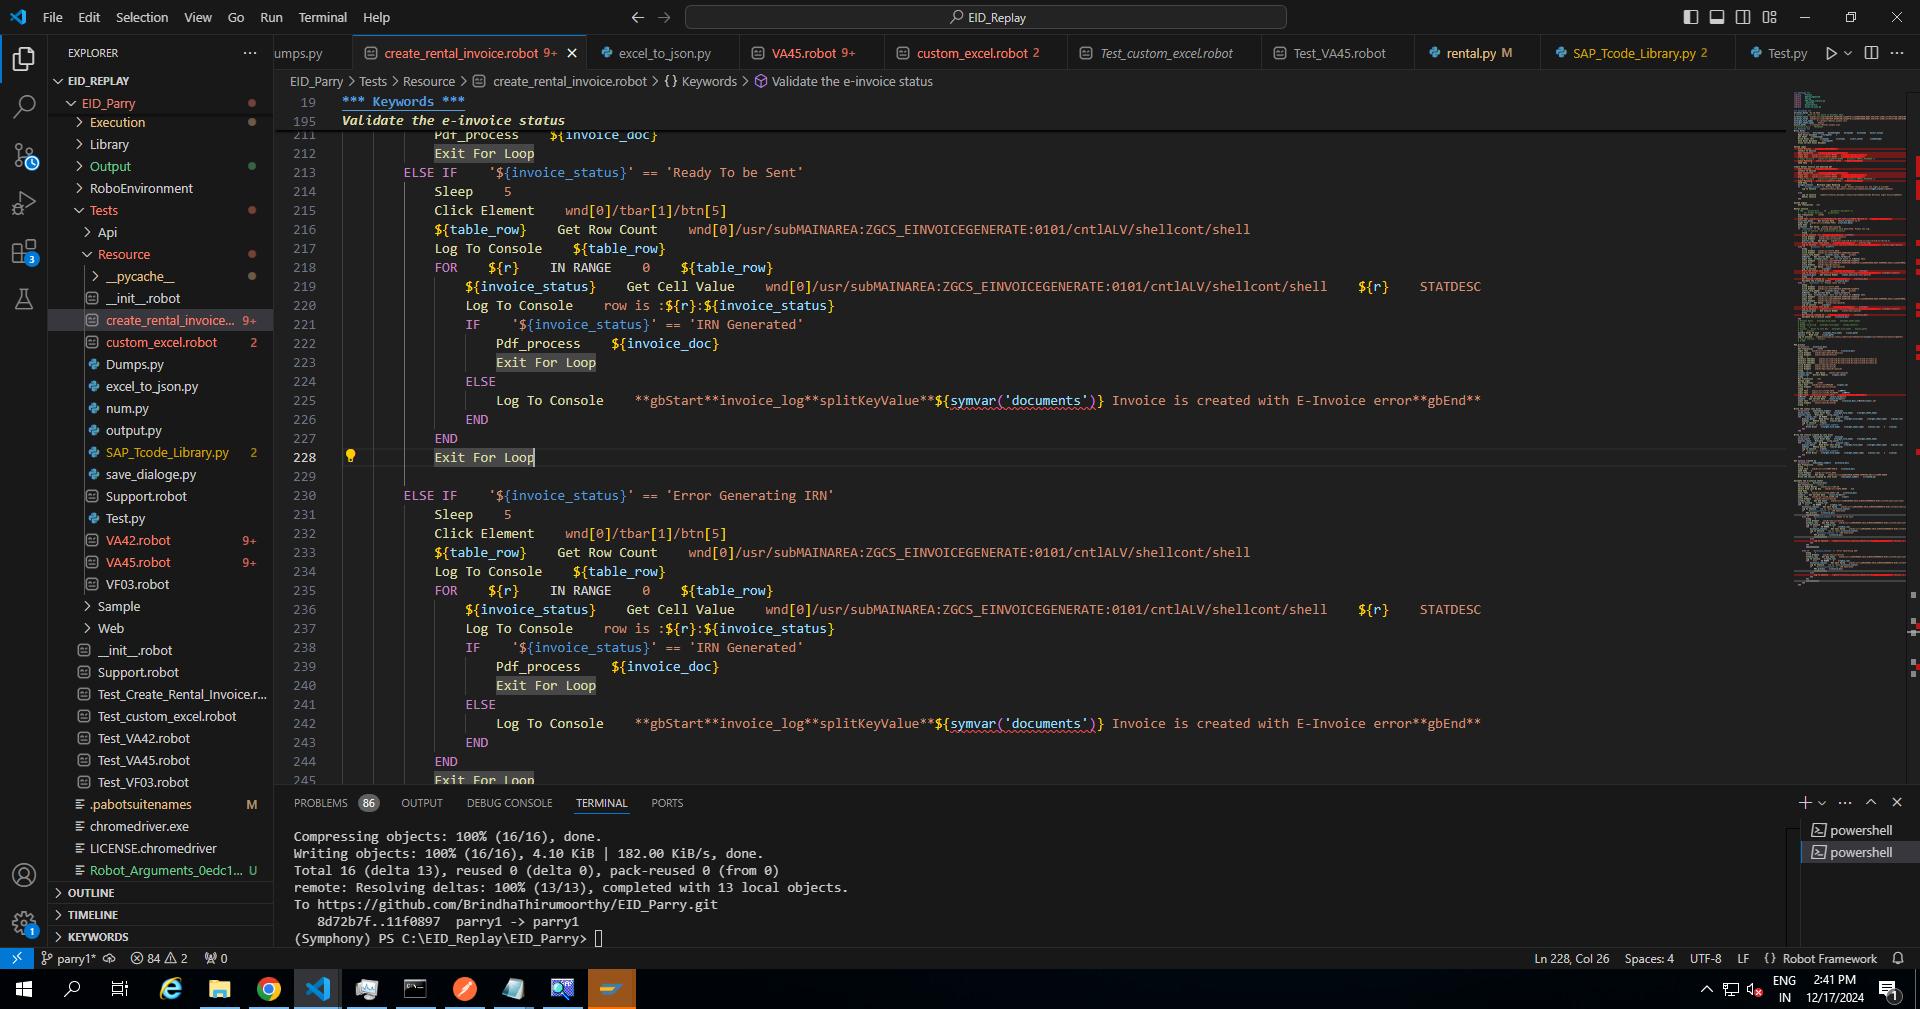 File Edit Selection View Go Run Terminal Help
EID_Replay
EXPLORER
umps.py
create_rental_invoice.robot 9+
excel_to_json.py
VA45.robot 9+
custom_excel.robot 2
Test_custom_excel.robot
Test_VA45.robot
rental.py M
SAP_Tcode_Library.py 2
Test.py
EID_REPLAY
EID_Parry
Execution
Library
Output
RoboEnvironment
Tests
Api
Resource
__pycache__
__init__.robot
create_rental_invoice... 9+
custom_excel.robot 2
Dumps.py
excel_to_json.py
num.py
output.py
SAP_Tcode_Library.py 2
save_dialoge.py
Support.robot
Test.py
VA42.robot 9+
VA45.robot 9+
VF03.robot
Sample
Web
__init__.robot
Support.robot
Test_Create_Rental_Invoice.r...
Test_custom_excel.robot
Test_VA42.robot
Test_VA45.robot
Test_VF03.robot
.pabotsuitenames M
chromedriver.exe
LICENSE.chromedriver
Robot_Arguments_0edc1... U
OUTLINE
TIMELINE
KEYWORDS
EID_Parry > Tests > Resource > create_rental_invoice.robot > {} Keywords > Validate the e-invoice status
19 *** Keywords ***
195 Validate the e-invoice status
211 Pdf_process ${invoice_doc}
212 Exit For Loop
213 ELSE IF '${invoice_status}' == 'Ready To be Sent'
214 Sleep 5
215 Click Element wnd[0]/tbar[1]/btn[5]
216 ${table_row} Get Row Count wnd[0]/usr/subMAINAREA:ZGCS_EINVOICEGENERATE:0101/cntlALV/shellcont/shell
217 Log To Console ${table_row}
218 FOR ${r} IN RANGE 0 ${table_row}
219 ${invoice_status} Get Cell Value wnd[0]/usr/subMAINAREA:ZGCS_EINVOICEGENERATE:0101/cntlALV/shellcont/shell ${r} STATDESC
220 Log To Console row is :${r}:${invoice_status}
221 IF '${invoice_status}' == 'IRN Generated'
222 Pdf_process ${invoice_doc}
223 Exit For Loop
224 ELSE
225 Log To Console **gbStart**invoice_log**splitKeyValue**${symvar('documents')} Invoice is created with E-Invoice error**gbEnd**
226 END
227 END
228 Exit For Loop
229
230 ELSE IF '${invoice_status}' == 'Error Generating IRN'
231 Sleep 5
232 Click Element wnd[0]/tbar[1]/btn[5]
233 ${table_row} Get Row Count wnd[0]/usr/subMAINAREA:ZGCS_EINVOICEGENERATE:0101/cntlALV/shellcont/shell
234 Log To Console ${table_row}
235 FOR ${r} IN RANGE 0 ${table_row}
236 ${invoice_status} Get Cell Value wnd[0]/usr/subMAINAREA:ZGCS_EINVOICEGENERATE:0101/cntlALV/shellcont/shell ${r} STATDESC
237 Log To Console row is :${r}:${invoice_status}
238 IF '${invoice_status}' == 'IRN Generated'
239 Pdf_process ${invoice_doc}
240 Exit For Loop
241 ELSE
242 Log To Console **gbStart**invoice_log**splitKeyValue**${symvar('documents')} Invoice is created with E-Invoice error**gbEnd**
243 END
244 END
245 Exit For Loop
PROBLEMS 86 OUTPUT DEBUG CONSOLE TERMINAL PORTS
Compressing objects: 100% (16/16), done.
Writing objects: 100% (16/16), 4.10 KiB | 182.00 KiB/s, done.
Total 16 (delta 13), reused 0 (delta 0), pack-reused 0 (from 0)
remote: Resolving deltas: 100% (13/13), completed with 13 local objects.
To https://github.com/BrindhaThirumoorthy/EID_Parry.git
8d72b7f..11f0897 parry1 -> parry1
(Symphony) PS C:\EID_Replay\EID_Parry>
powershell
powershell
3
1
parry1* 84 2 0
Ln 228, Col 26 Spaces: 4 UTF-8 LF {} Robot Framework
ENG
IN
2:41 PM
12/17/2024
1